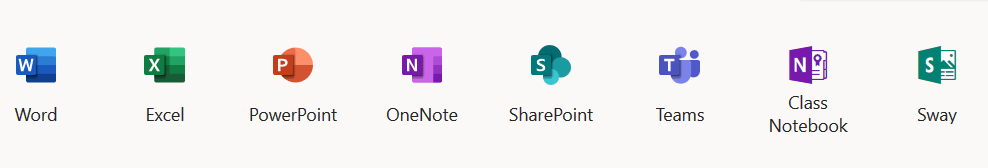 W
X
P
N
S
T
N
S
Word
Excel
PowerPoint
OneNote
SharePoint
Teams
Class
Notebook
Sway